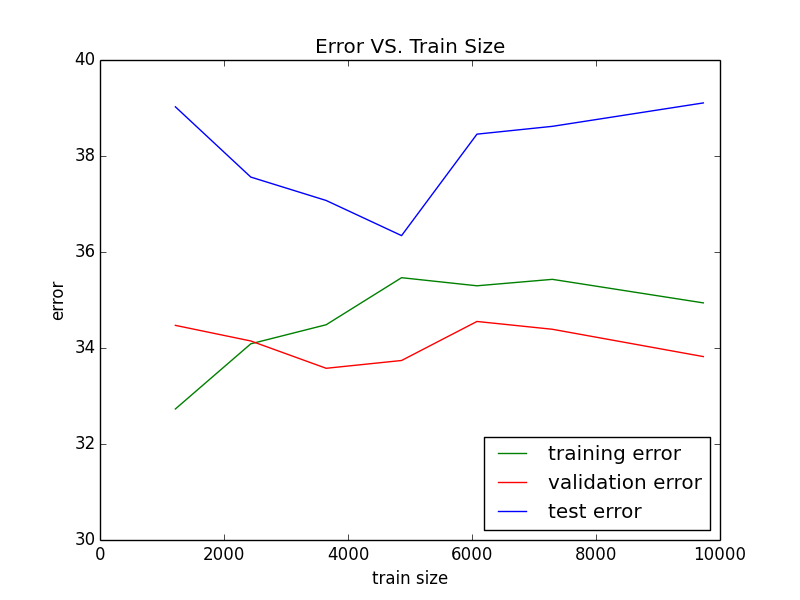 Error VS. Train Size
40
38
36
34
32
30
error
0 2000 4000 6000 8000 10000
train size
training error
validation error
test error